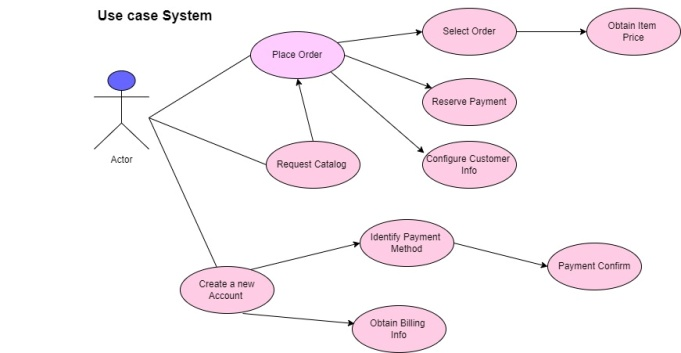 Use case System
Select Order
Obtain Item
Price
Place Order
Reserve Payment
Actor
Request Catalog
Configure Customer
Info
Identify Payment
Method
Payment Confirm
Create a new
Account
Obtain Billing
Info